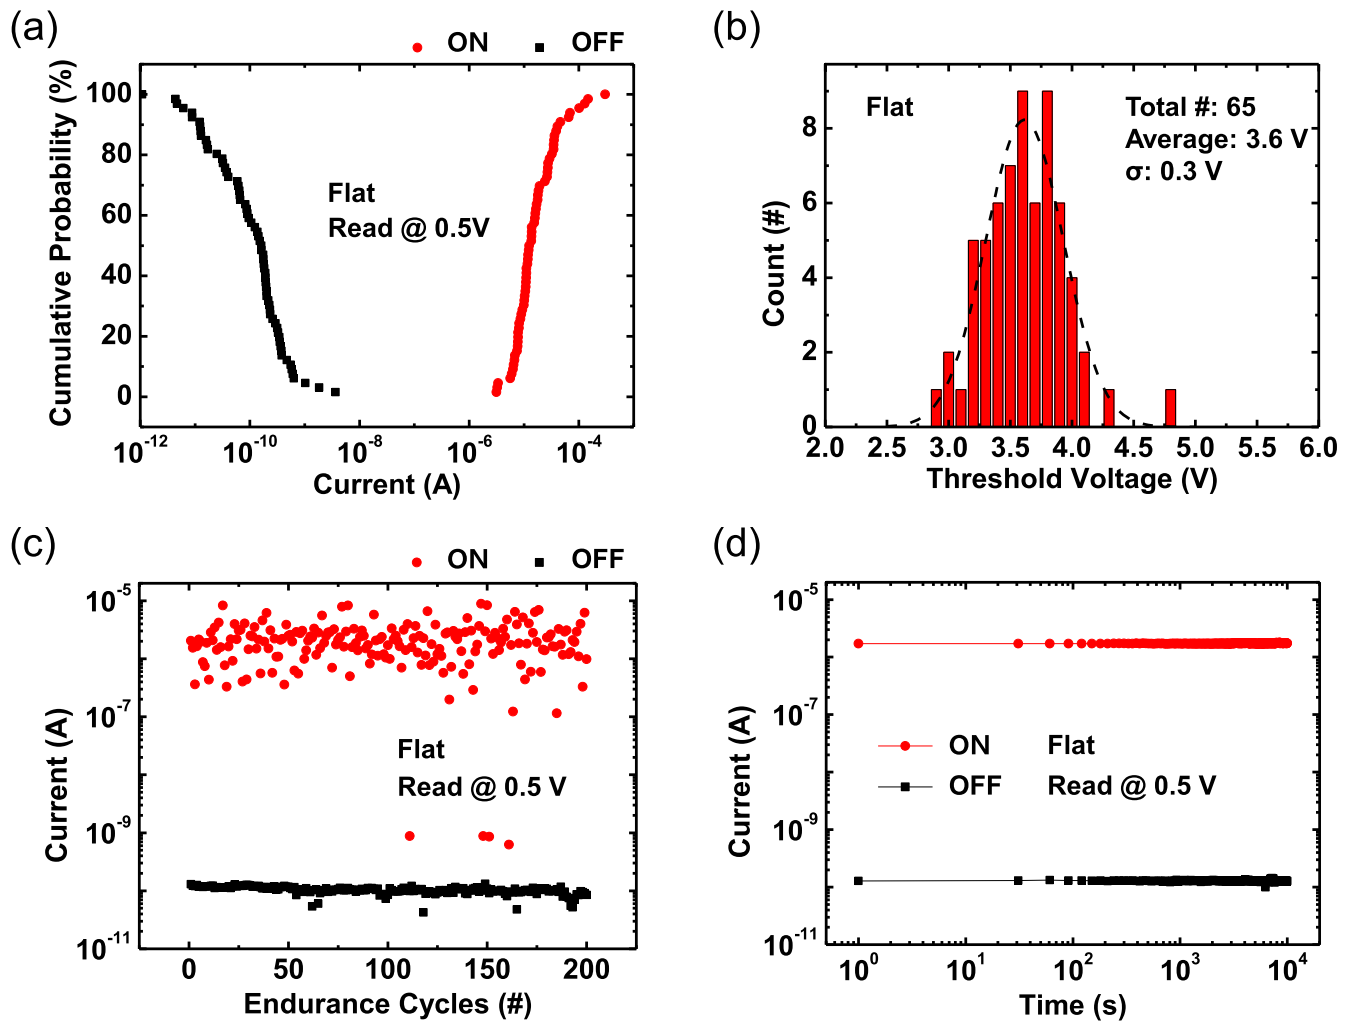 (a)
ON OFF
Cumulative Probability (%)
100
80
60
40
20
0
Flat
Read @ 0.5V
10-12 10-10 10-8 10-6 10-4
Current (A)
(b)
Count (#)
8
6
4
2
0
Flat
Total #: 65
Average: 3.6 V
σ: 0.3 V
2.0 2.5 3.0 3.5 4.0 4.5 5.0 5.5 6.0
Threshold Voltage (V)
(c)
ON OFF
Current (A)
10-5
10-7
10-9
10-11
Flat
Read @ 0.5 V
0 50 100 150 200
Endurance Cycles (#)
(d)
Current (A)
10-5
10-7
10-9
10-11
ON Flat
OFF Read @ 0.5 V
100 101 102 103 104
Time (s)